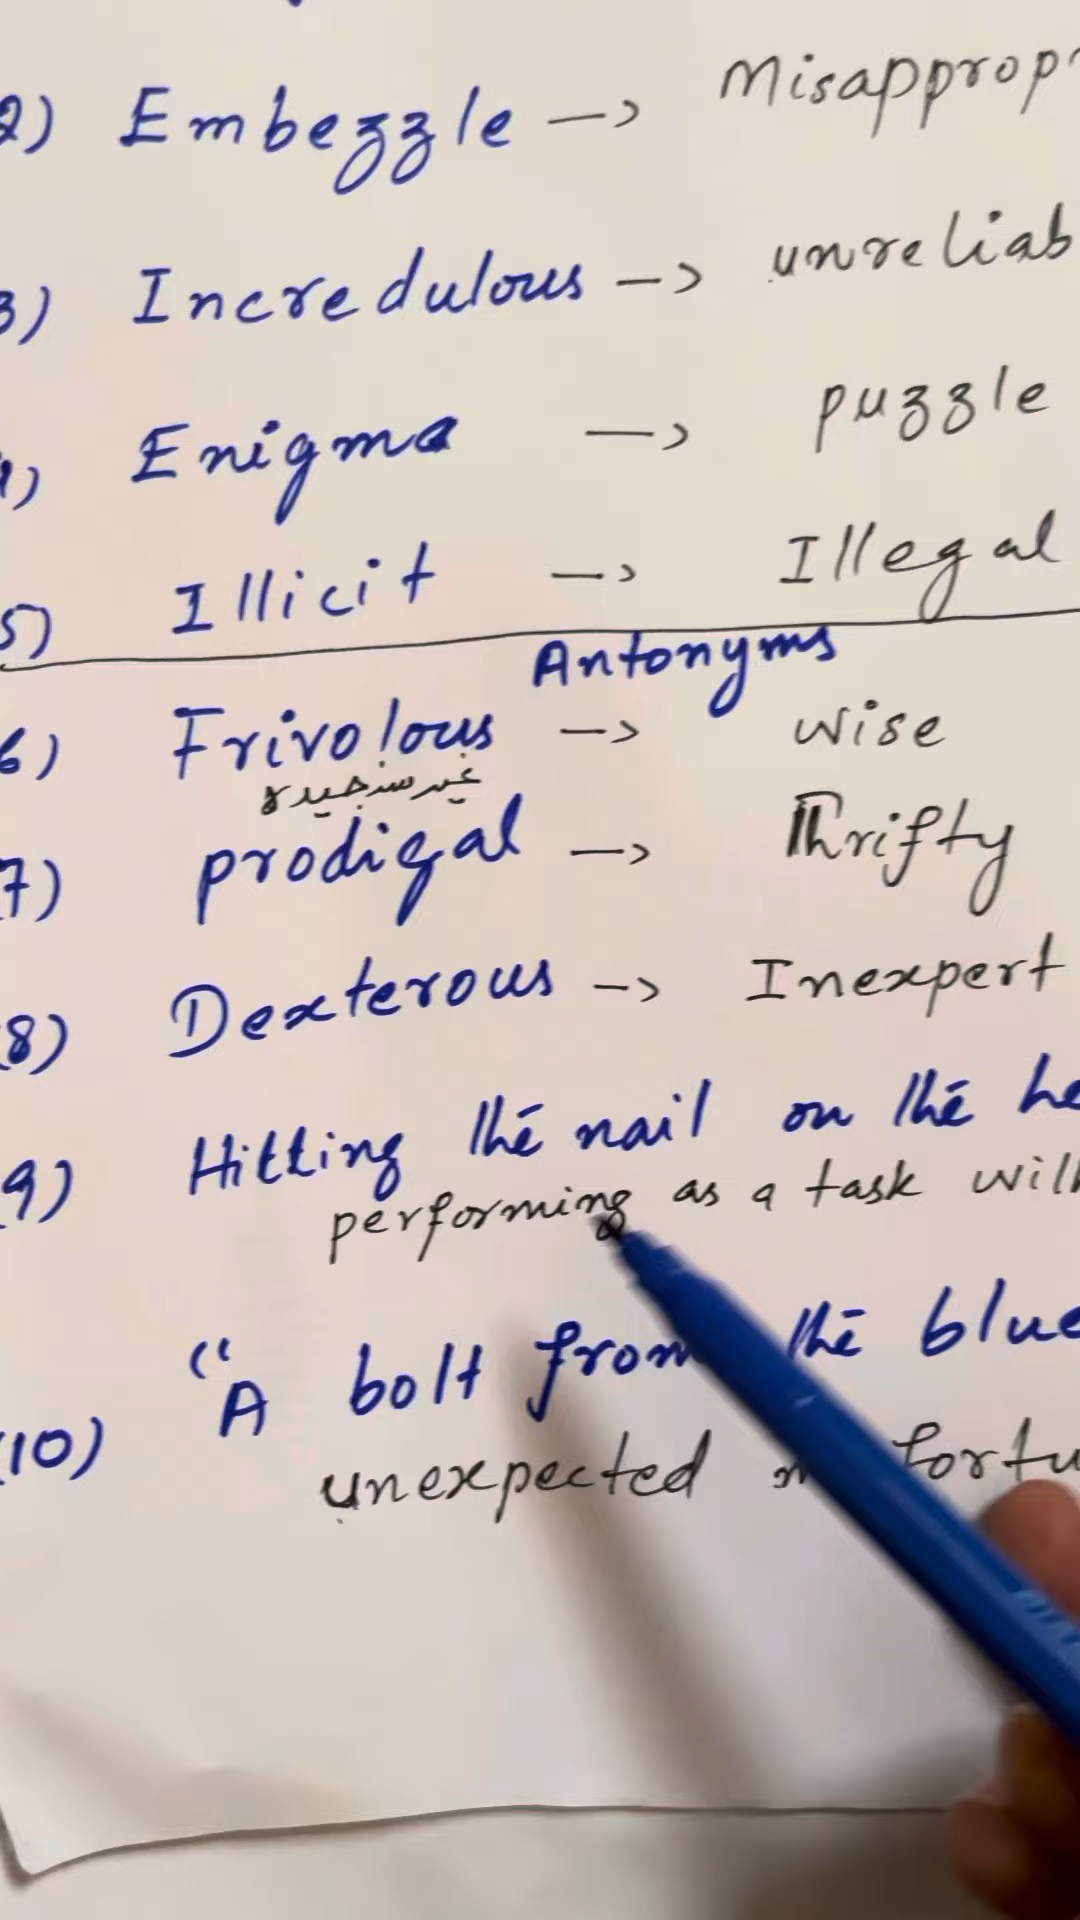 2) Embezzle → Misapprop
3) Incredulous → unreliab
4) Enigma → puzzle
5) Illicit → Illegal
Antonyms
6) Frivolous → wise
غیر سنجیدہ
7) prodigal → Thrifty
(8) Dexterous → Inexpert
(9) Hitting the nail on the he
performing as a task with
(10) "A bolt from the blue
unexpected m fortu